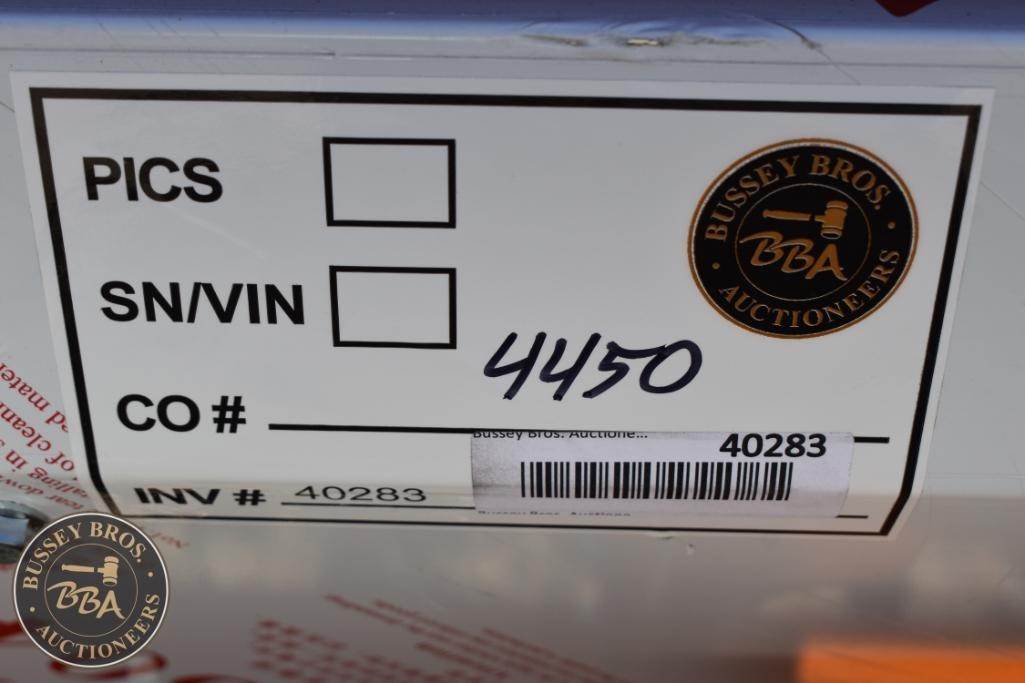 PICS
BUSSEY BROS.
BBA
AUCTIONEERS
SN/VIN
4450
CO #
Bussey Bros. Auctione...
40283
INV # 40283
BUSSEY BROS.
BBA
AUCTIONEERS